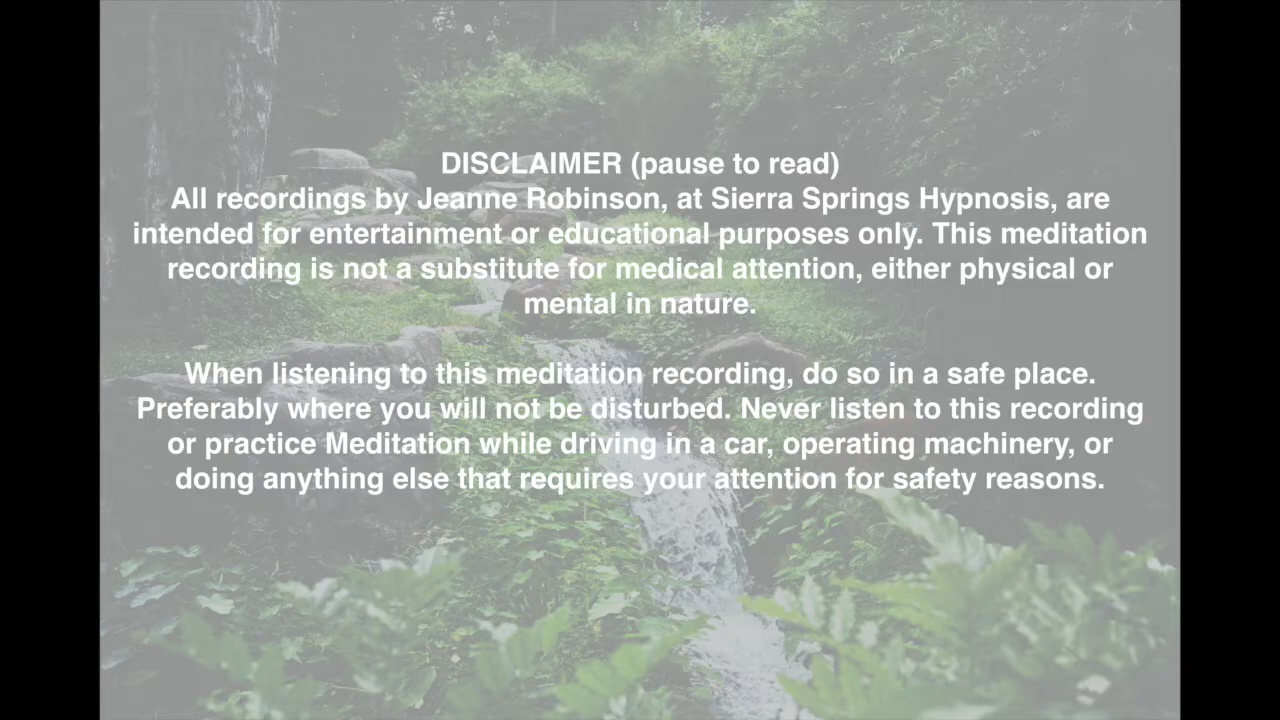 DISCLAIMER (pause to read)
All recordings by Jeanne Robinson, at Sierra Springs Hypnosis, are
intended for entertainment or educational purposes only. This meditation
recording is not a substitute for medical attention, either physical or
mental in nature.
When listening to this meditation recording, do so in a safe place.
Preferably where you will not be disturbed. Never listen to this recording
or practice Meditation while driving in a car, operating machinery, or
doing anything else that requires your attention for safety reasons.